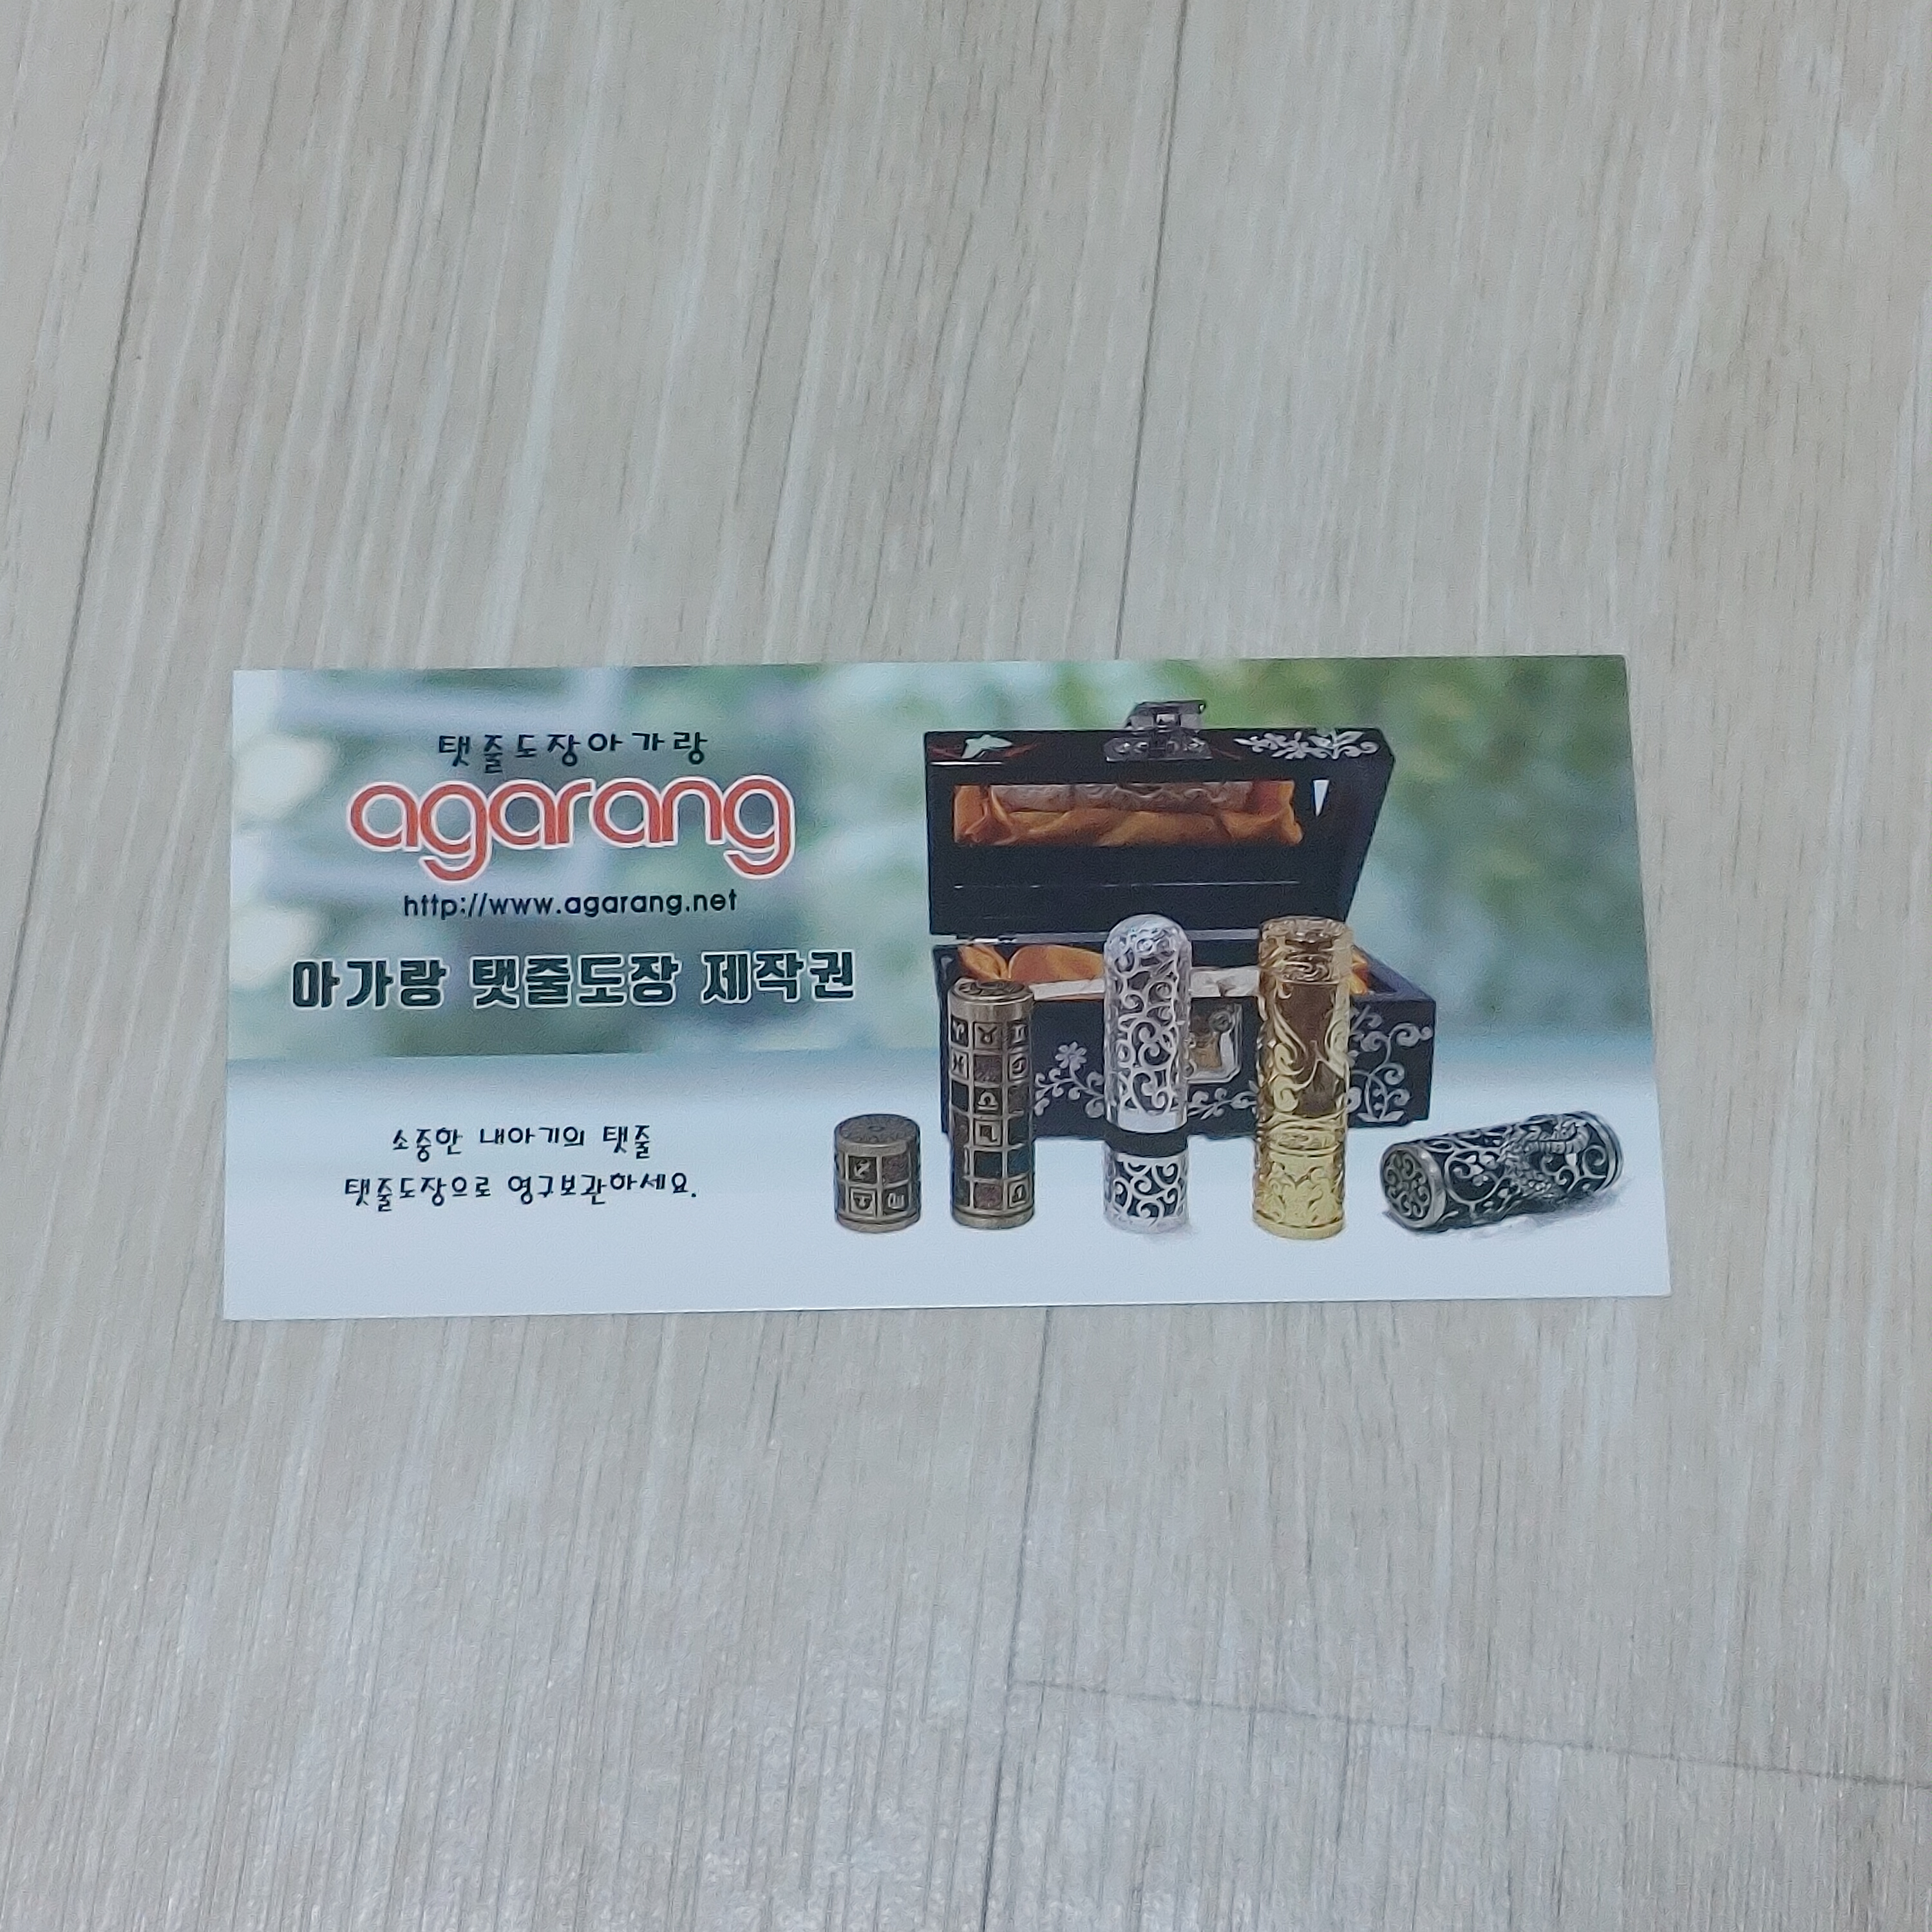 탯줄도장아가랑
agarang
http://www.agarang.net
아가랑 탯줄도장 제작권
소중한 내아기의 탯줄
탯줄도장으로 영구보관하세요.